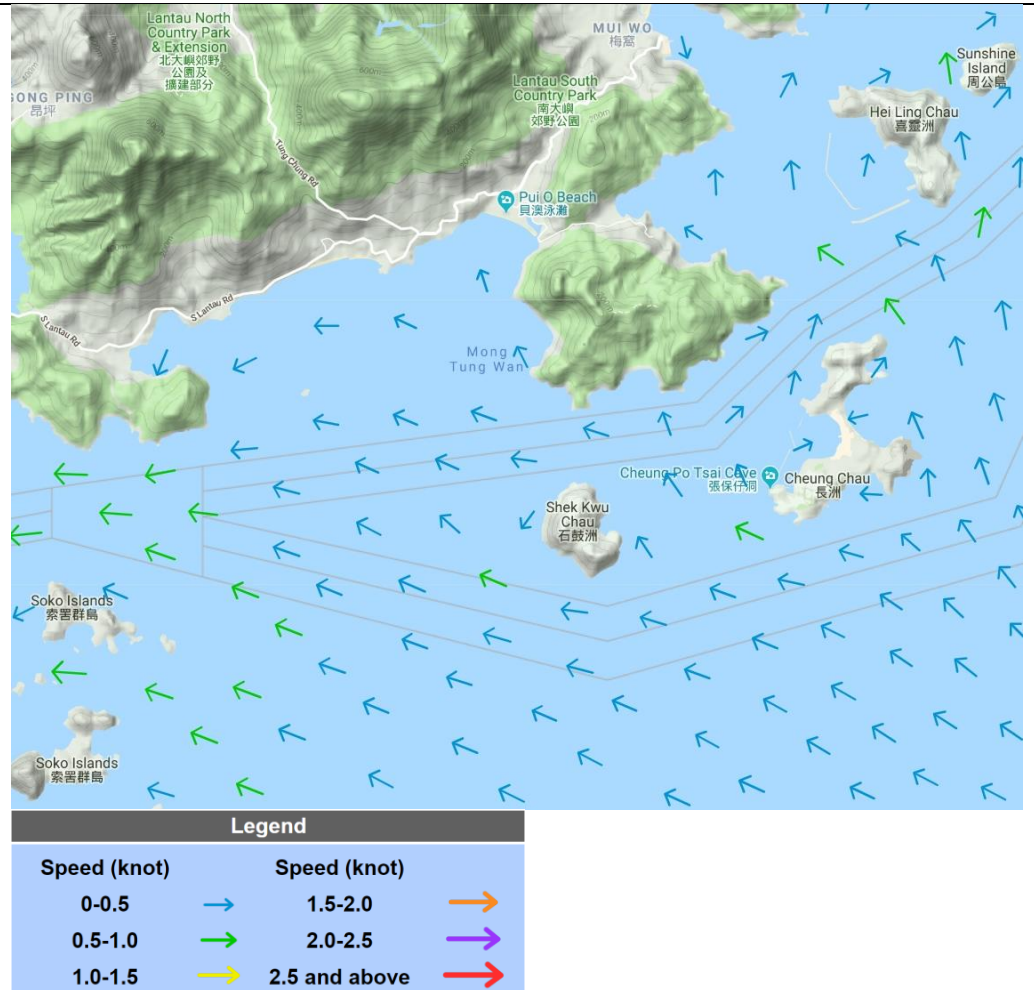 Lantau North
Country Park
& Extension
北大嶼郊野
公園及
擴建部分
MUI WO
梅窩
Sunshine
Island
周公島
GONG PING
昂坪
Lantau South
Country Park
南大嶼
郊野公園
200m
Hei Ling Chau
喜靈洲
Tung Chung Rd
Pui O Beach
貝澳泳灘
S Lantau Rd
S Lantau Rd
Mong
Tung Wan
Cheung Po Tsai Cave
張保仔洞
Cheung Chau
長洲
Shek Kwu
Chau
石鼓洲
Soko Islands
索罟群島
Soko Islands
索罟群島
Legend
Speed (knot) Speed (knot)
0-0.5 1.5-2.0
0.5-1.0 2.0-2.5
1.0-1.5 2.5 and above